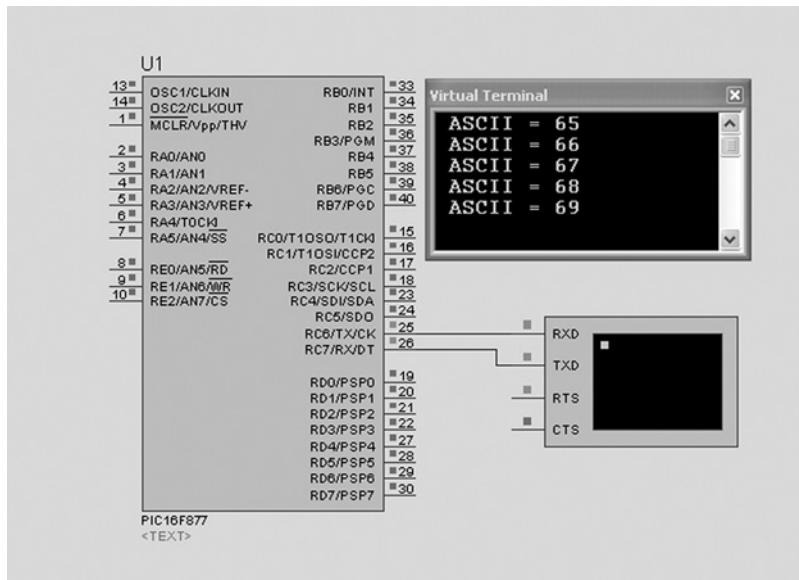 U1
13 OSC1/CLKIN
14 OSC2/CLKOUT
1 MCLR/Vpp/THV
2 RA0/AN0
3 RA1/AN1
4 RA2/AN2/VREF-
5 RA3/AN3/VREF+
6 RA4/T0CKI
7 RA5/AN4/SS
8 RE0/AN5/RD
9 RE1/AN6/WR
10 RE2/AN7/CS
RB0/INT 33
RB1 34
RB2 35
RB3/PGM 36
RB4 37
RB5 38
RB6/PGC 39
RB7/PGD 40
RC0/T1OSO/T1CKI 15
RC1/T1OSI/CCP2 16
RC2/CCP1 17
RC3/SCK/SCL 18
RC4/SDI/SDA 23
RC5/SDO 24
RC6/TX/CK 25
RC7/RX/DT 26
RD0/PSP0 19
RD1/PSP1 20
RD2/PSP2 21
RD3/PSP3 22
RD4/PSP4 27
RD5/PSP5 28
RD6/PSP6 29
RD7/PSP7 30
PIC16F877
<TEXT>
Virtual Terminal
ASCII = 65
ASCII = 66
ASCII = 67
ASCII = 68
ASCII = 69
RXD
TXD
RTS
CTS